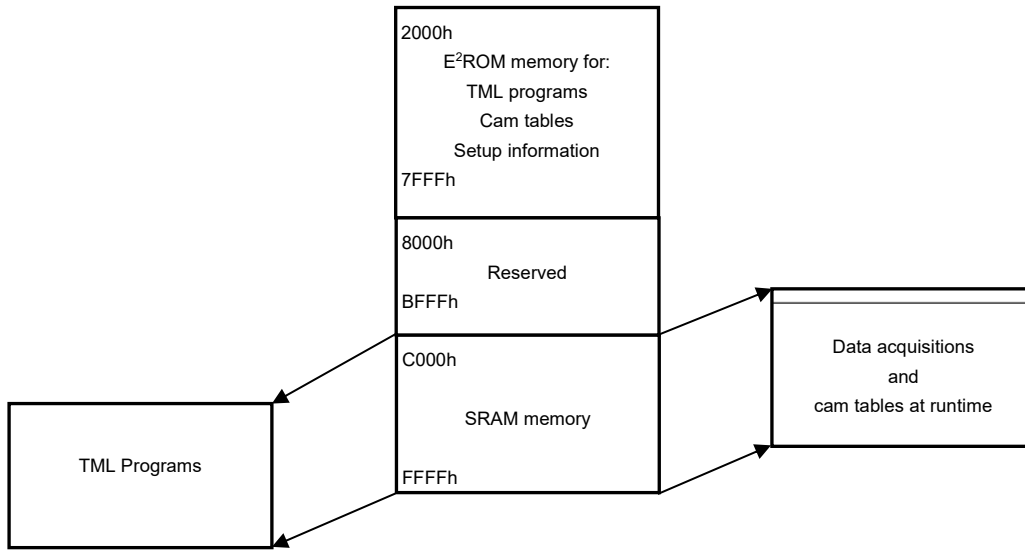 2000h
E²ROM memory for:
TML programs
Cam tables
Setup information
7FFFh
8000h
Reserved
BFFFh
C000h
SRAM memory
FFFFh
TML Programs
Data acquisitions
and
cam tables at runtime